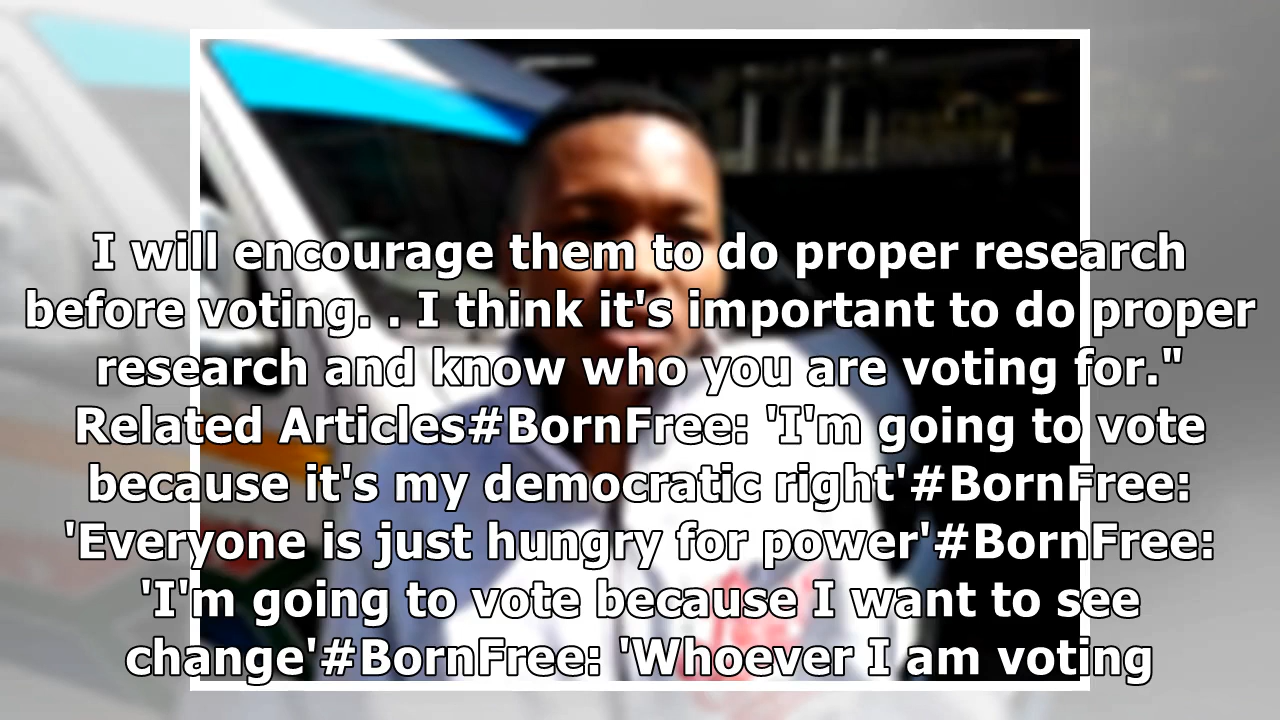 I will encourage them to do proper research
before voting. . I think it's important to do proper
research and know who you are voting for."
Related Articles#BornFree: 'I'm going to vote
because it's my democratic right'#BornFree:
'Everyone is just hungry for power'#BornFree:
'I'm going to vote because I want to see
change'#BornFree: 'Whoever I am voting